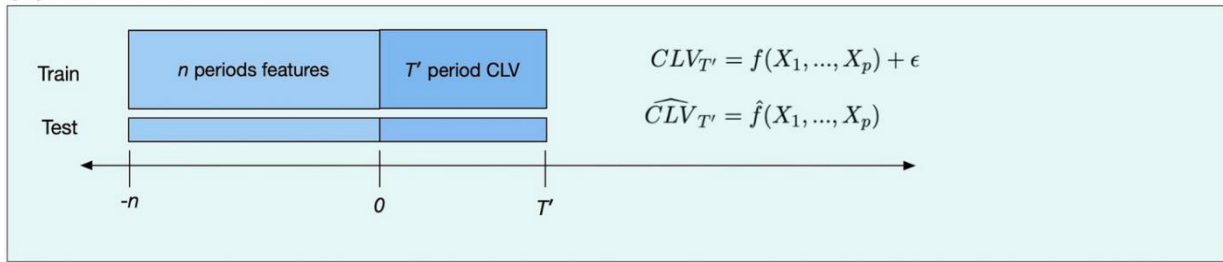 Train
n periods features
T′ period CLV
CLV_{T′} = f(X_1, ..., X_p) + ϵ
Test
\widehat{CLV}_{T′} = \hat{f}(X_1, ..., X_p)
-n
0
T′